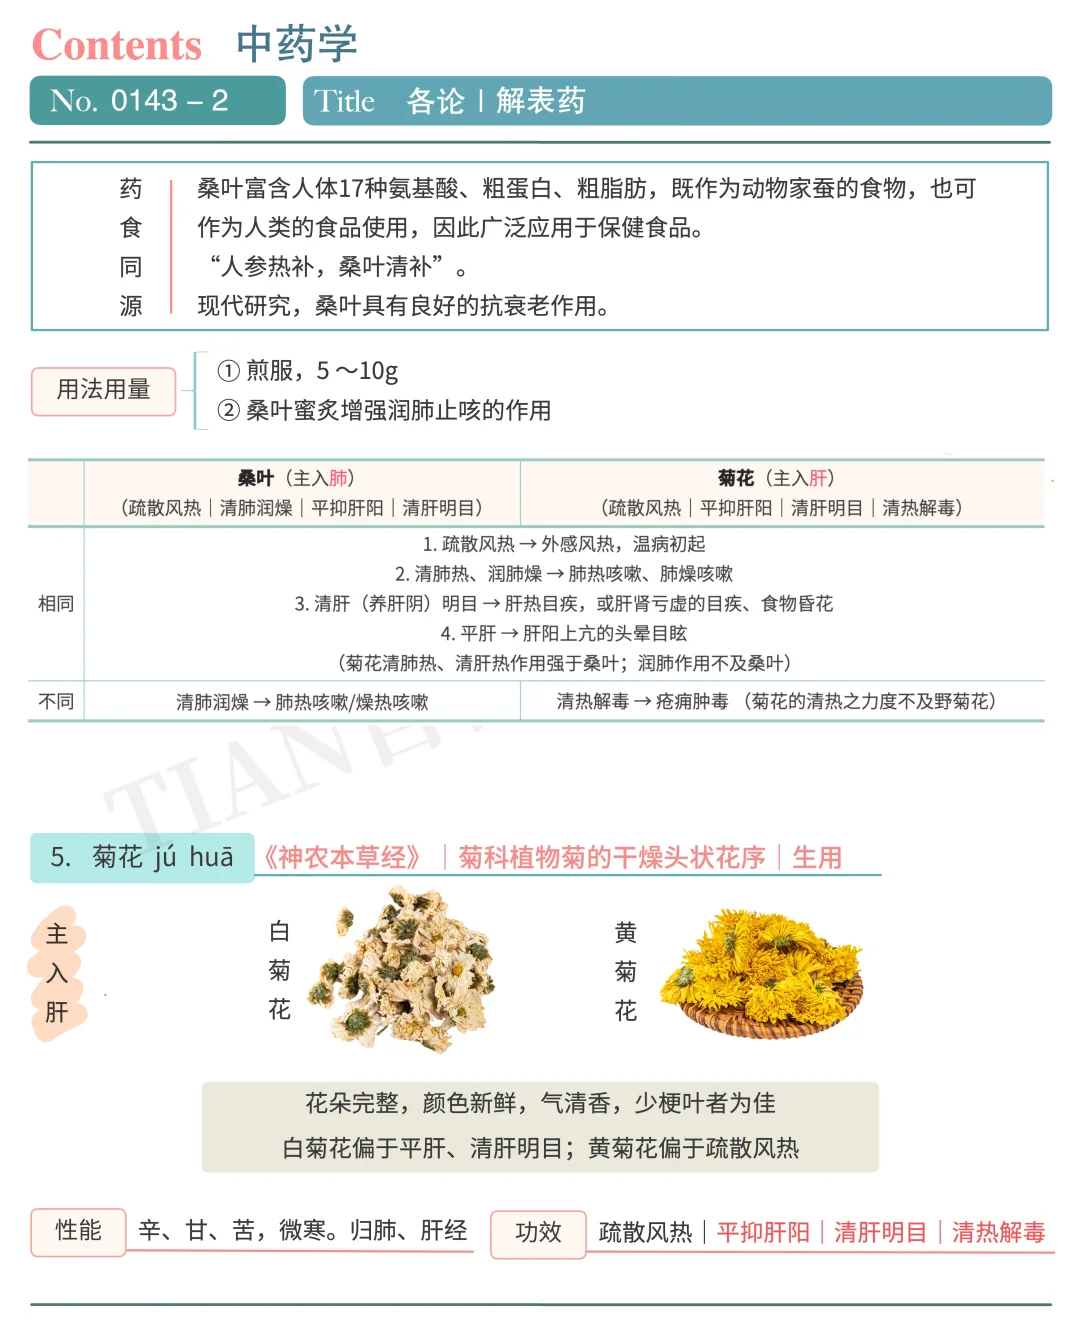 Contents 中药学
No. 0143 – 2
Title 各论 | 解表药
药食同源
桑叶富含人体17种氨基酸、粗蛋白、粗脂肪，既作为动物家蚕的食物，也可
作为人类的食品使用，因此广泛应用于保健食品。
“人参热补，桑叶清补”。
现代研究，桑叶具有良好的抗衰老作用。
用法用量
① 煎服，5 ～10g
② 桑叶蜜炙增强润肺止咳的作用
桑叶（主入肺）
（疏散风热｜清肺润燥｜平抑肝阳｜清肝明目）
菊花（主入肝）
（疏散风热｜平抑肝阳｜清肝明目｜清热解毒）
相同
1. 疏散风热 → 外感风热，温病初起
2. 清肺热、润肺燥 → 肺热咳嗽、肺燥咳嗽
3. 清肝（养肝阴）明目 → 肝热目疾，或肝肾亏虚的目疾、食物昏花
4. 平肝 → 肝阳上亢的头晕目眩
（菊花清肺热、清肝热作用强于桑叶；润肺作用不及桑叶）
不同
清肺润燥 → 肺热咳嗽/燥热咳嗽
清热解毒 → 疮痈肿毒 （菊花的清热之力度不及野菊花）
TIAN
5. 菊花 jú huā 《神农本草经》｜菊科植物菊的干燥头状花序｜生用
主入肝
白菊花
黄菊花
花朵完整，颜色新鲜，气清香，少梗叶者为佳
白菊花偏于平肝、清肝明目；黄菊花偏于疏散风热
性能
辛、甘、苦，微寒。归肺、肝经
功效
疏散风热｜平抑肝阳｜清肝明目｜清热解毒